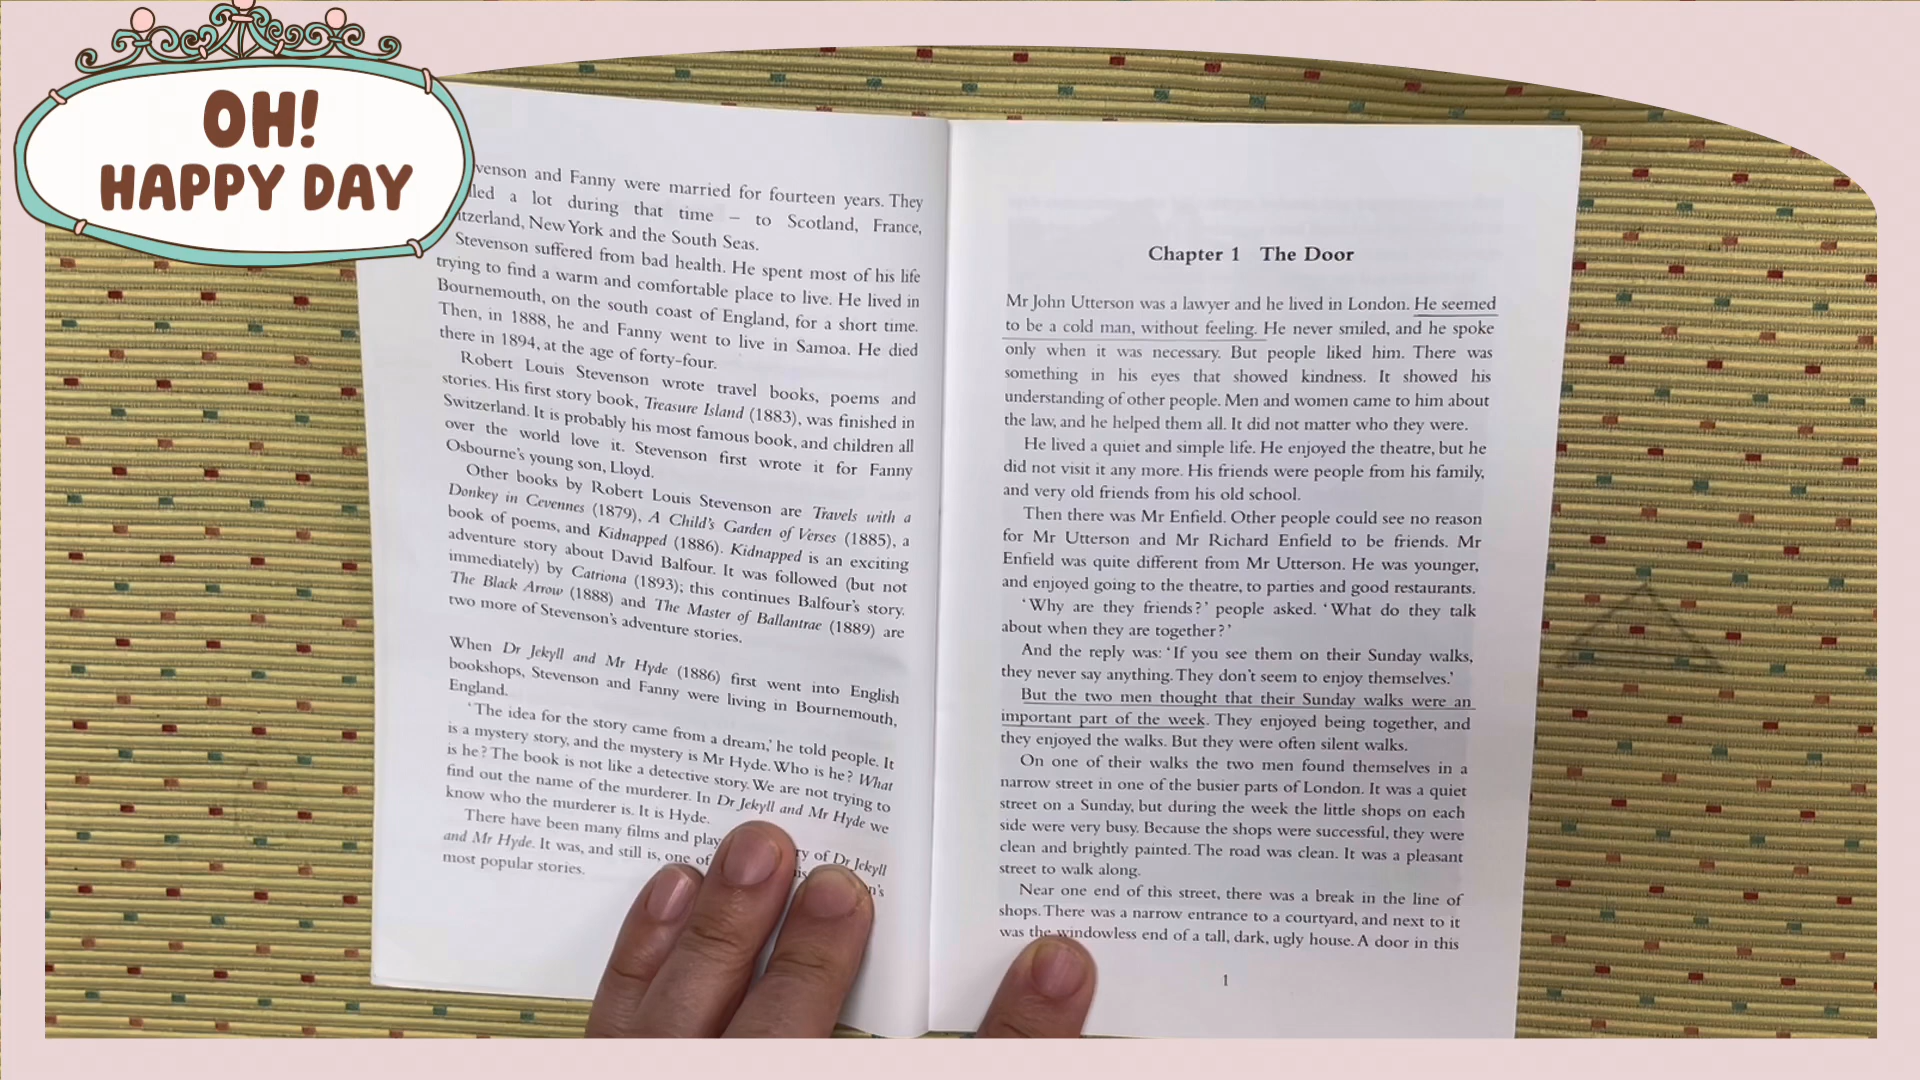 OH!
HAPPY DAY
venson and Fanny were married for fourteen years. They
led a lot during that time – to Scotland, France,
itzerland, New York and the South Seas.
Stevenson suffered from bad health. He spent most of his life
trying to find a warm and comfortable place to live. He lived in
Bournemouth, on the south coast of England, for a short time.
Then, in 1888, he and Fanny went to live in Samoa. He died
there in 1894, at the age of forty-four.
Robert Louis Stevenson wrote travel books, poems and
stories. His first story book, Treasure Island (1883), was finished in
Switzerland. It is probably his most famous book, and children all
over the world love it. Stevenson first wrote it for Fanny
Osbourne's young son, Lloyd.
Other books by Robert Louis Stevenson are Travels with a
Donkey in Cevennes (1879), A Child's Garden of Verses (1885), a
book of poems, and Kidnapped (1886). Kidnapped is an exciting
adventure story about David Balfour. It was followed (but not
immediately) by Catriona (1893); this continues Balfour's story.
The Black Arrow (1888) and The Master of Ballantrae (1889) are
two more of Stevenson's adventure stories.
When Dr Jekyll and Mr Hyde (1886) first went into English
bookshops, Stevenson and Fanny were living in Bournemouth,
England.
'The idea for the story came from a dream,' he told people. It
is a mystery story, and the mystery is Mr Hyde. Who is he? What
is he? The book is not like a detective story. We are not trying to
find out the name of the murderer. In Dr Jekyll and Mr Hyde we
know who the murderer is. It is Hyde.
There have been many films and play ry of Dr Jekyll
and Mr Hyde. It was, and still is, one of n's
most popular stories.
Chapter 1 The Door
Mr John Utterson was a lawyer and he lived in London. He seemed
to be a cold man, without feeling. He never smiled, and he spoke
only when it was necessary. But people liked him. There was
something in his eyes that showed kindness. It showed his
understanding of other people. Men and women came to him about
the law, and he helped them all. It did not matter who they were.
He lived a quiet and simple life. He enjoyed the theatre, but he
did not visit it any more. His friends were people from his family,
and very old friends from his old school.
Then there was Mr Enfield. Other people could see no reason
for Mr Utterson and Mr Richard Enfield to be friends. Mr
Enfield was quite different from Mr Utterson. He was younger,
and enjoyed going to the theatre, to parties and good restaurants.
'Why are they friends?' people asked. 'What do they talk
about when they are together?'
And the reply was: 'If you see them on their Sunday walks,
they never say anything. They don't seem to enjoy themselves.'
But the two men thought that their Sunday walks were an
important part of the week. They enjoyed being together, and
they enjoyed the walks. But they were often silent walks.
On one of their walks the two men found themselves in a
narrow street in one of the busier parts of London. It was a quiet
street on a Sunday, but during the week the little shops on each
side were very busy. Because the shops were successful, they were
clean and brightly painted. The road was clean. It was a pleasant
street to walk along.
Near one end of this street, there was a break in the line of
shops. There was a narrow entrance to a courtyard, and next to it
was the windowless end of a tall, dark, ugly house. A door in this
1